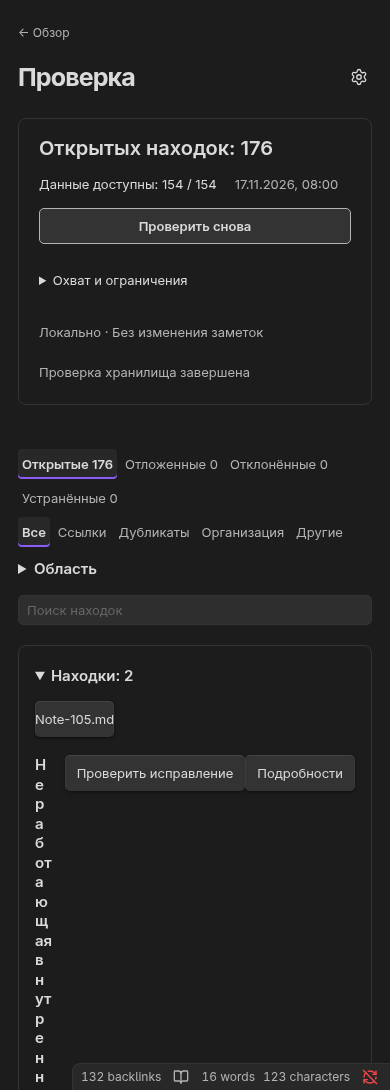 ← Обзор
Проверка
Открытых находок: 176
Данные доступны: 154 / 154 17.11.2026, 08:00
Проверить снова
Охват и ограничения
Локально · Без изменения заметок
Проверка хранилища завершена
Открытые 176 Отложенные 0 Отклонённые 0
Устранённые 0
Все Ссылки Дубликаты Организация Другие
Область
Поиск находок
Находки: 2
Note-105.md
Проверить исправление Подробности
Н
е
р
а
б
от
а
ю
щ
ая
в
н
ут
р
е
н
н
132 backlinks 16 words 123 characters